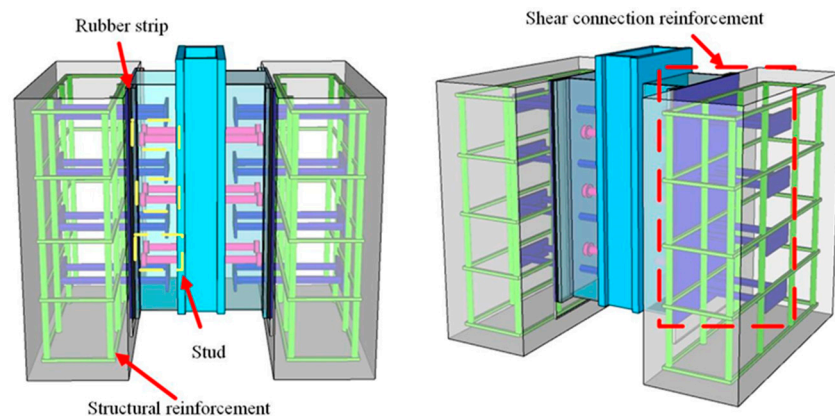 Rubber strip
Shear connection reinforcement
Stud
Structural reinforcement